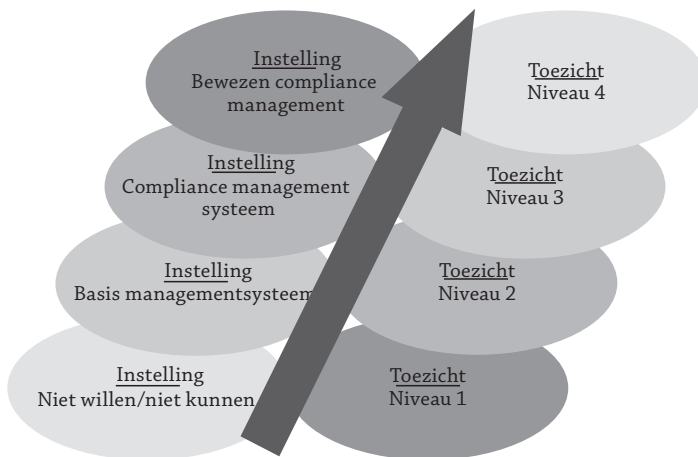 Instelling
Bewezen compliance
management
Toezicht
Niveau 4
Instelling
Compliance management
systeem
Toezicht
Niveau 3
Instelling
Basis managementsysteem
Toezicht
Niveau 2
Instelling
Niet willen/niet kunnen
Toezicht
Niveau 1